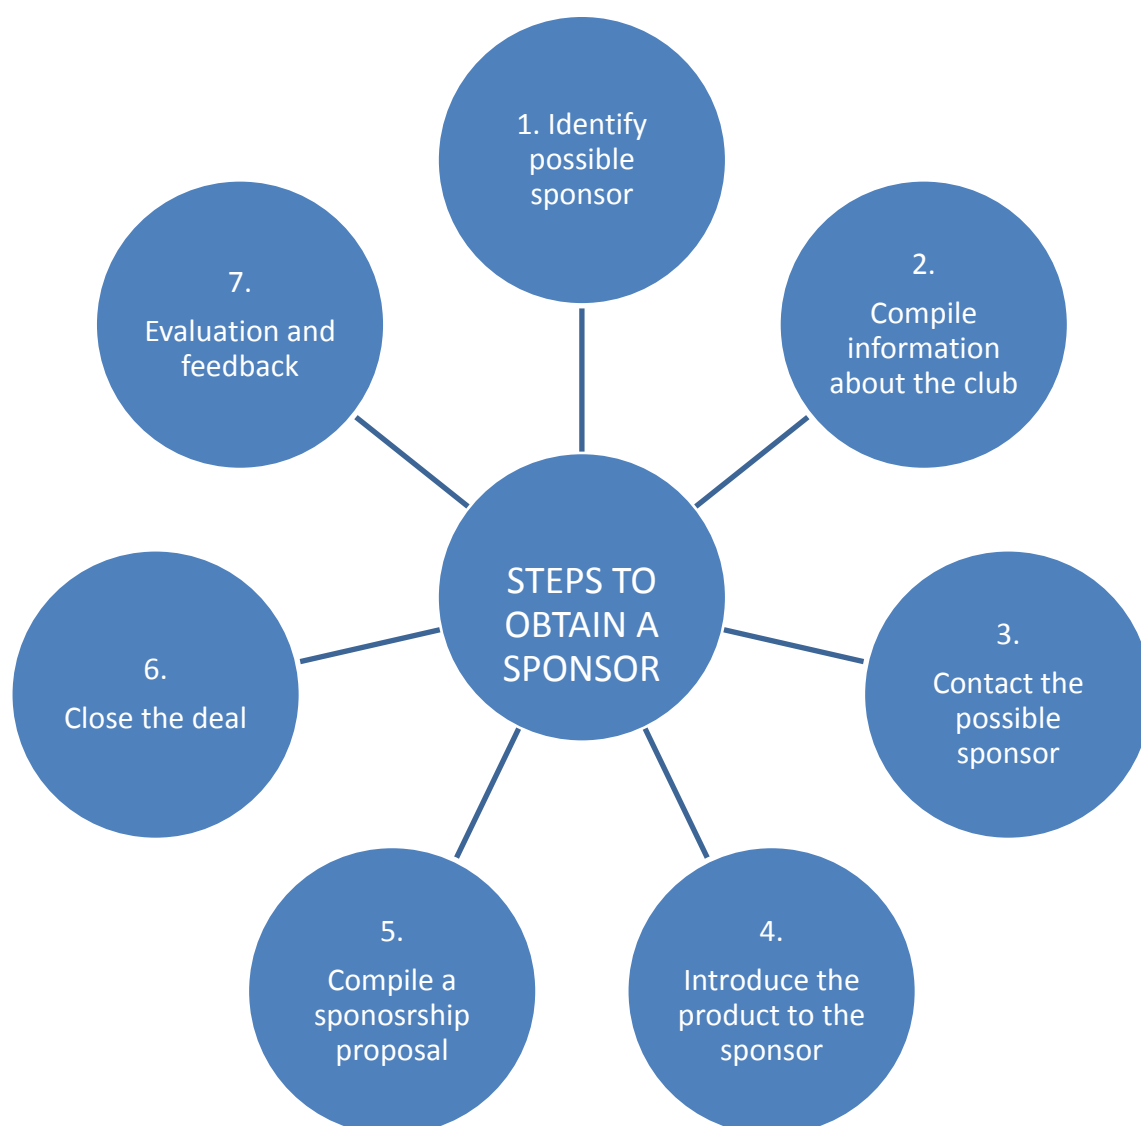 1. Identify
possible
sponsor
2.
Compile
information
about the club
3.
Contact the
possible
sponsor
4.
Introduce the
product to the
sponsor
5.
Compile a
sponosrship
proposal
6.
Close the deal
7.
Evaluation and
feedback
STEPS TO
OBTAIN A
SPONSOR